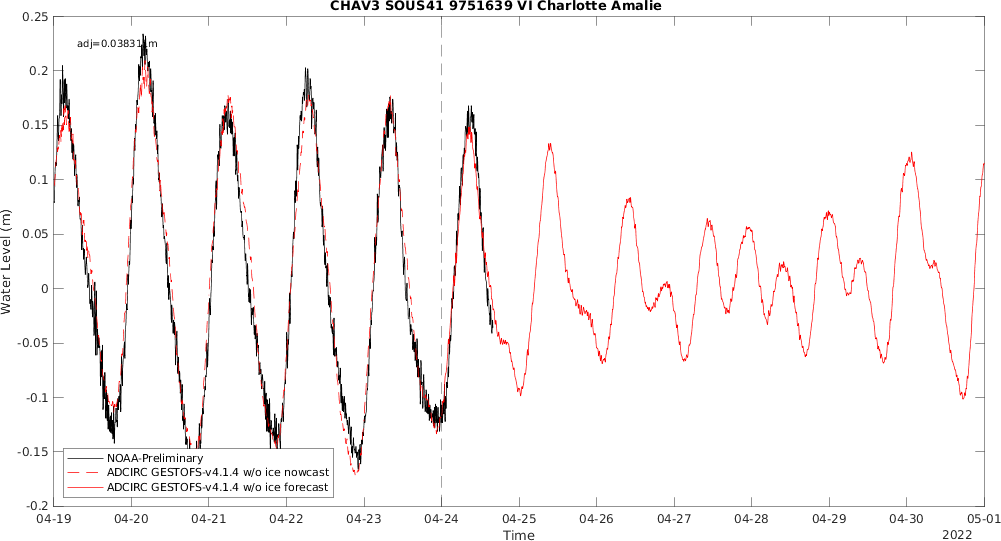 CHAV3 SOUS41 9751639 VI Charlotte Amalie
0.25
adj=0.03831 m
0.2
0.15
0.1
0.05
0
-0.05
-0.1
-0.15
-0.2
Water Level (m)
NOAA-Preliminary
ADCIRC GESTOFS-v4.1.4 w/o ice nowcast
ADCIRC GESTOFS-v4.1.4 w/o ice forecast
04-19 04-20 04-21 04-22 04-23 04-24 04-25 04-26 04-27 04-28 04-29 04-30 05-01
Time
2022